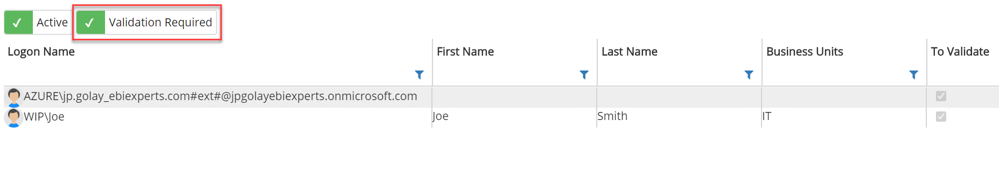 Active Validation Required
Logon Name First Name Last Name Business Units To Validate
AZURE\jp.golay_ebiexperts.com#ext#@jpgolayebiexperts.onmicrosoft.com
WIP\Joe Joe Smith IT